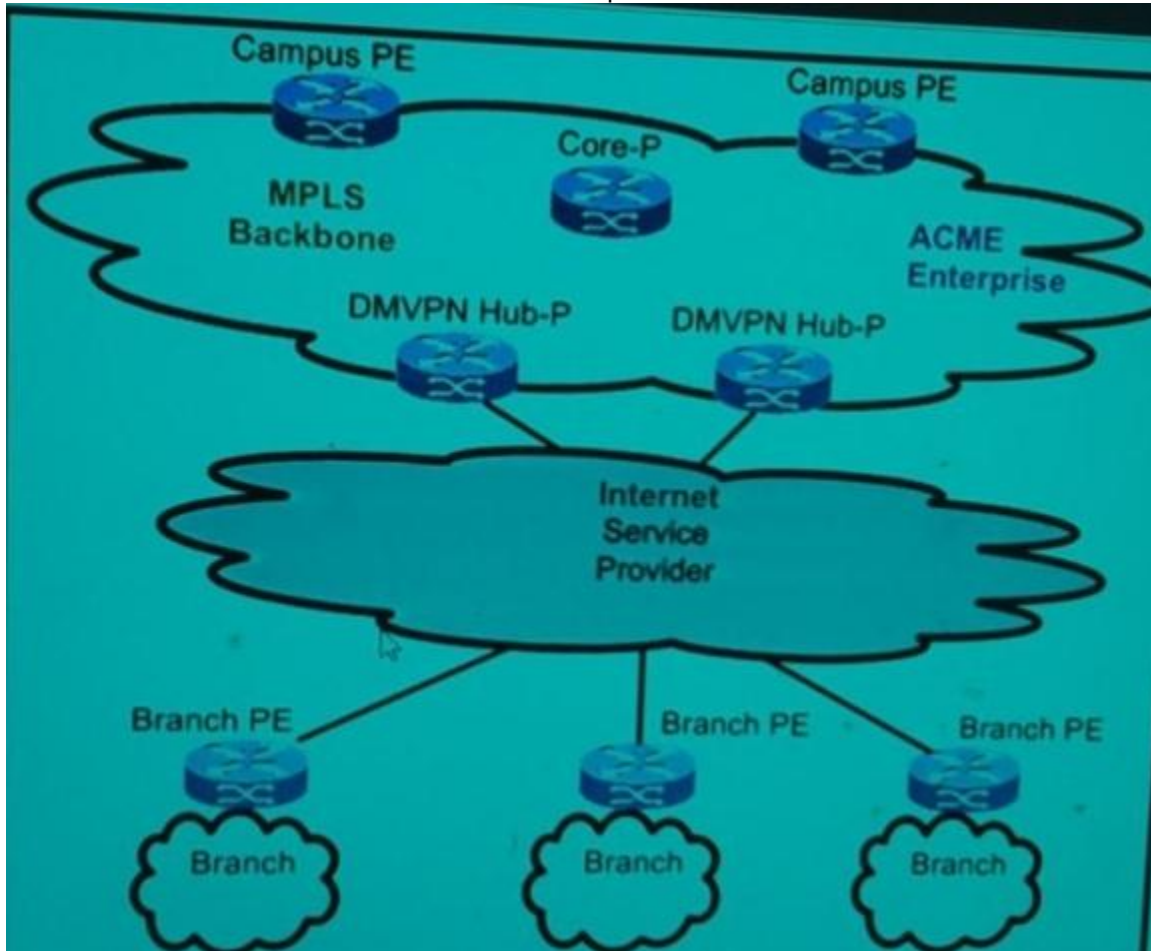 Campus PE
Campus PE
Core-P
MPLS
Backbone
ACME
Enterprise
DMVPN Hub-P
DMVPN Hub-P
Internet
Service
Provider
Branch PE
Branch PE
Branch PE
Branch
Branch
Branch